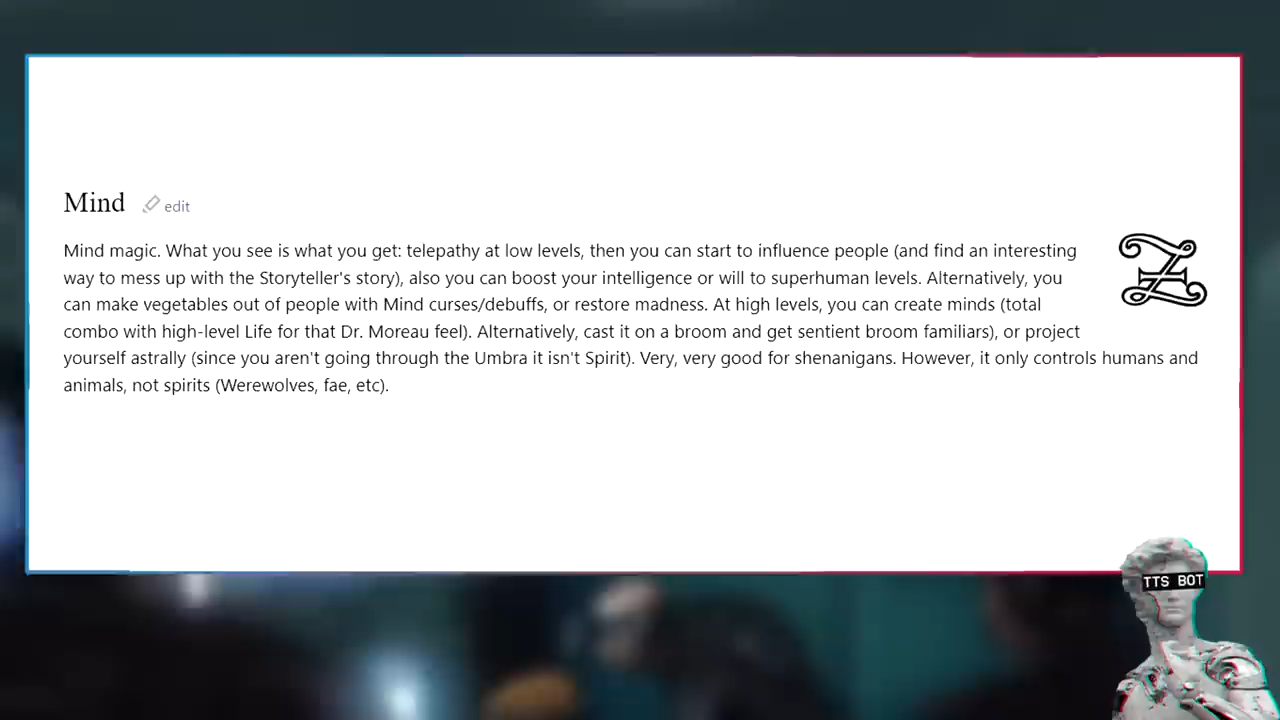 Mind edit
Mind magic. What you see is what you get: telepathy at low levels, then you can start to influence people (and find an interesting
way to mess up with the Storyteller's story), also you can boost your intelligence or will to superhuman levels. Alternatively, you
can make vegetables out of people with Mind curses/debuffs, or restore madness. At high levels, you can create minds (total
combo with high-level Life for that Dr. Moreau feel). Alternatively, cast it on a broom and get sentient broom familiars), or project
yourself astrally (since you aren't going through the Umbra it isn't Spirit). Very, very good for shenanigans. However, it only controls humans and
animals, not spirits (Werewolves, fae, etc).
TTS BOT